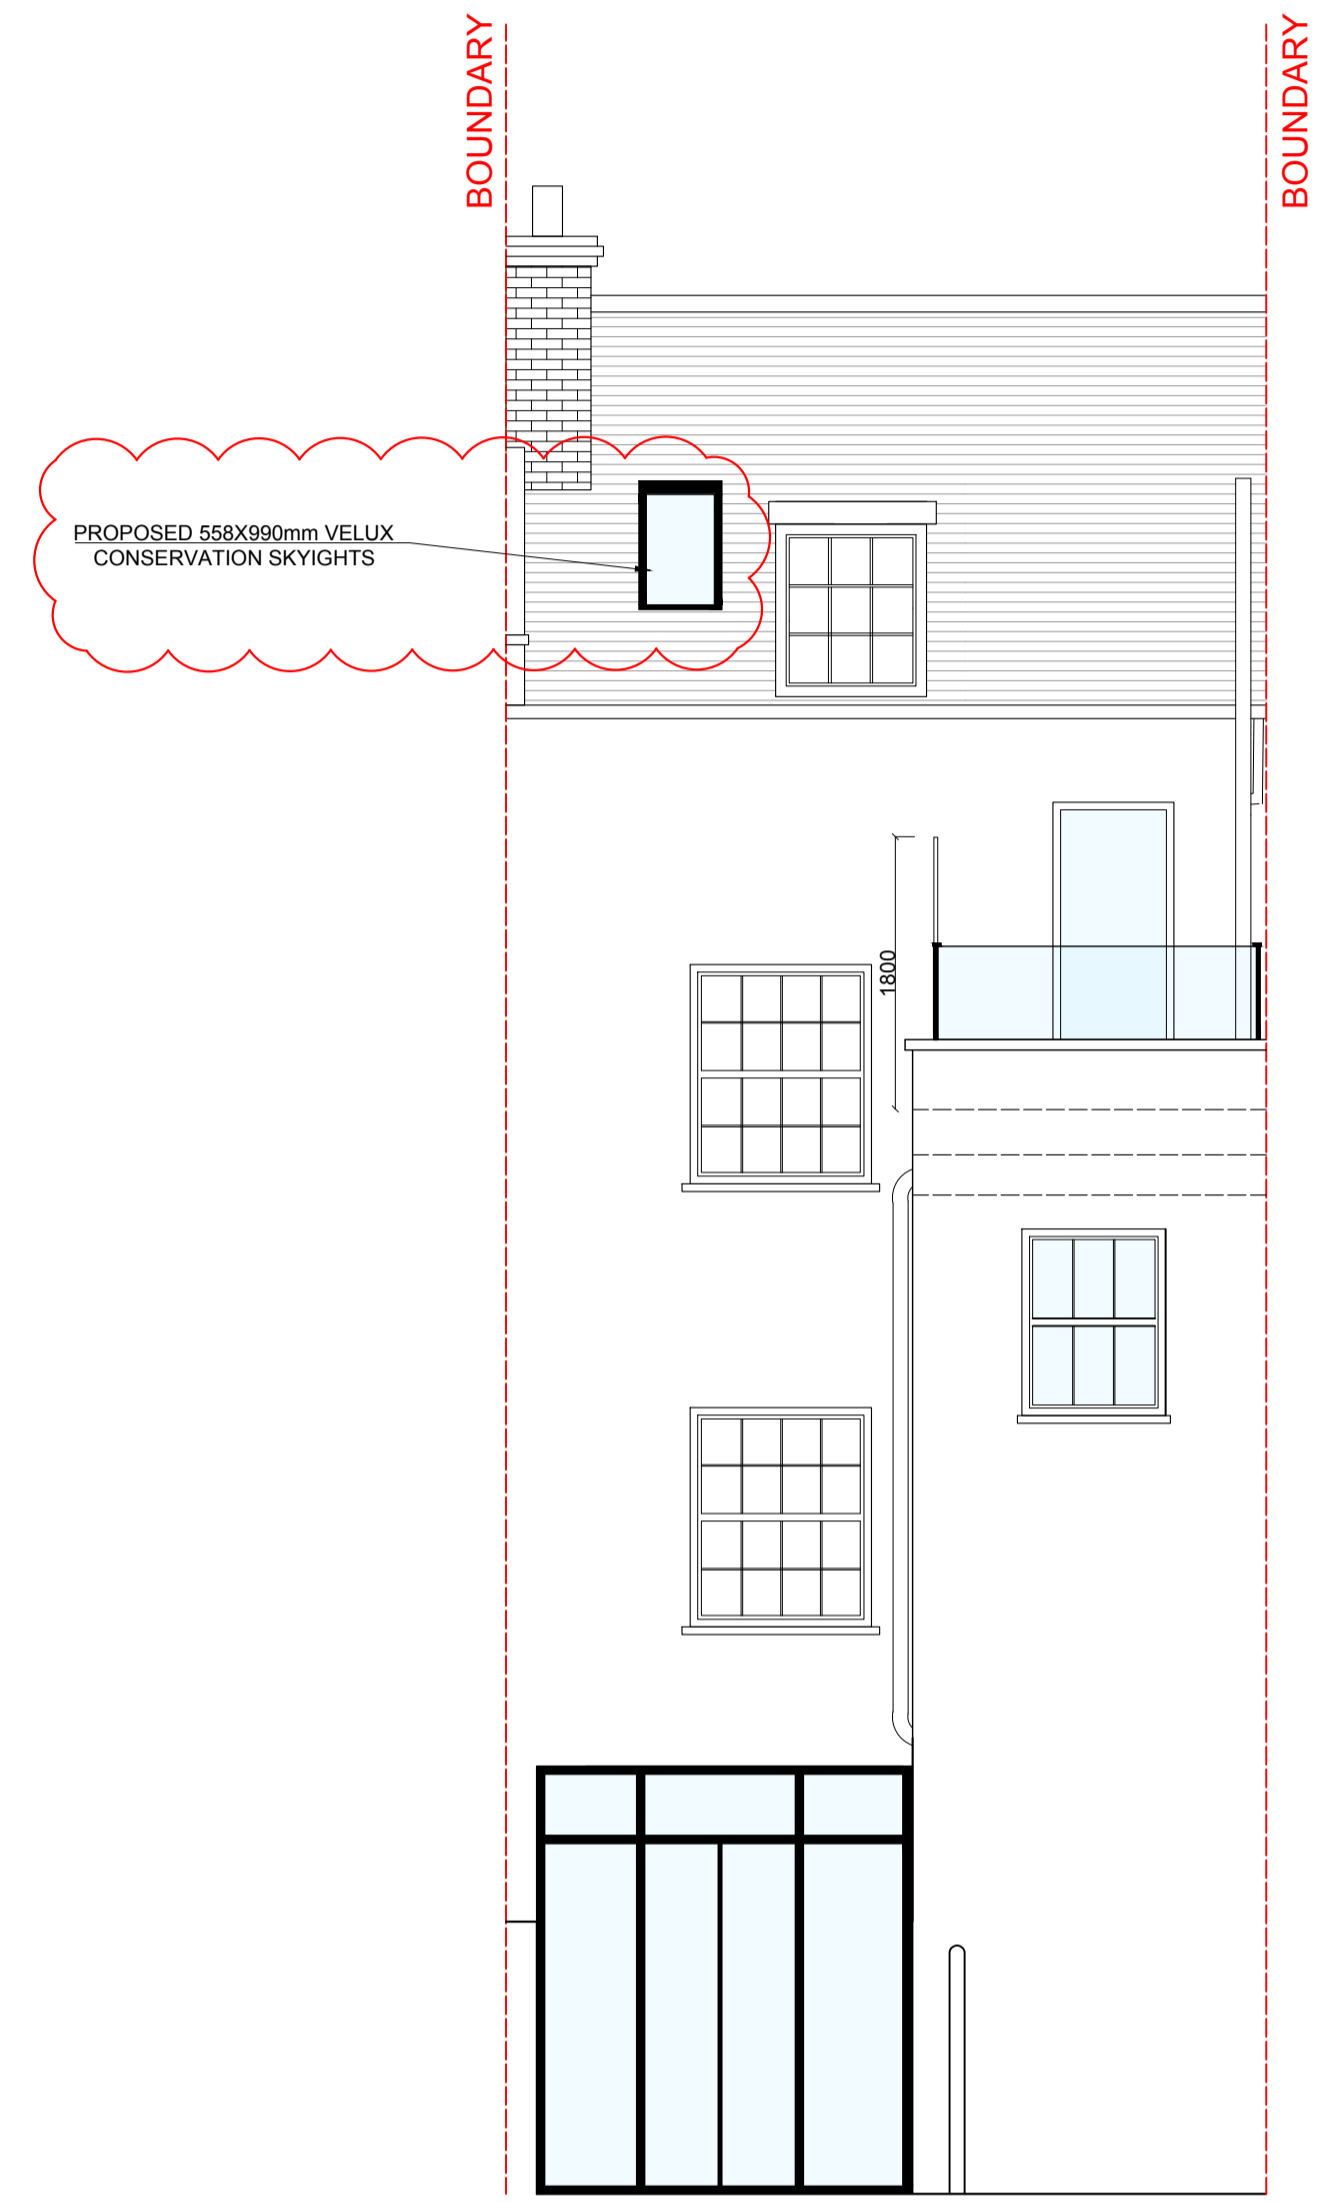 BOUNDARY
BOUNDARY
PROPOSED 558X990mm VELUX
CONSERVATION SKYIGHTS
1800